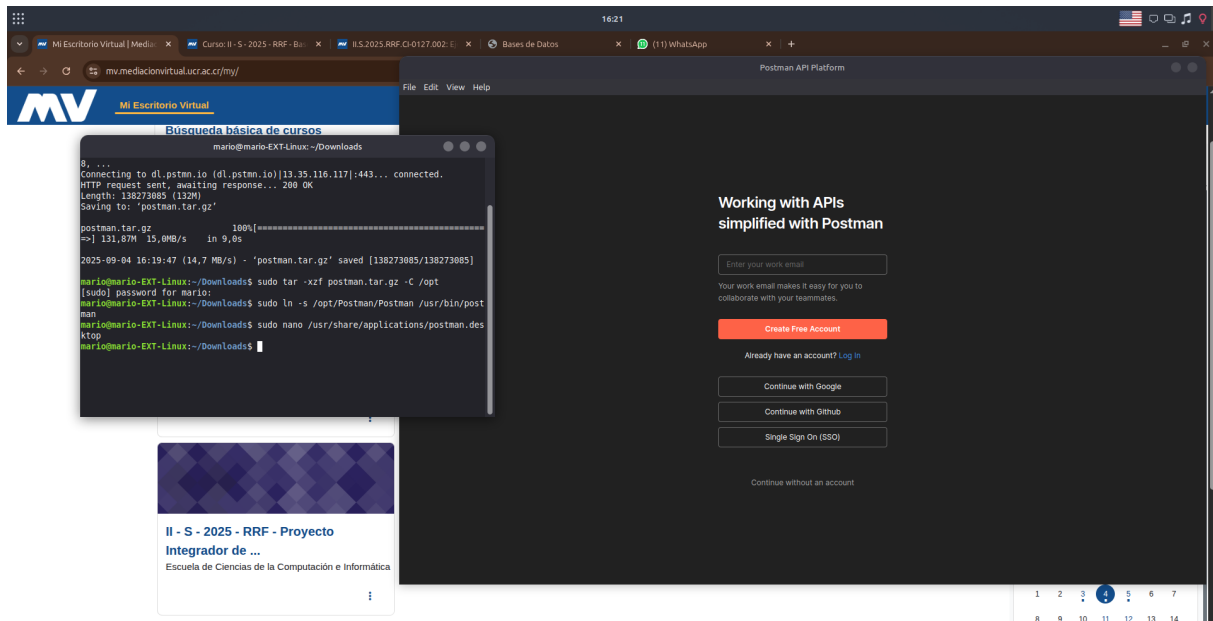 16:21
Mi Escritorio Virtual | Media
Curso: II - S - 2025 - RRF - Ba
II.S.2025.RRF.CI-0127.002: E
Bases de Datos
(11) WhatsApp
mv.mediacionvirtual.ucr.ac.cr/my/
Postman API Platform
File Edit View Help
MV
Mi Escritorio Virtual
Búsqueda básica de cursos
mario@mario-EXT-Linux: ~/Downloads
8, ...
Connecting to dl.pstmn.io (dl.pstmn.io)|13.35.116.117|:443... connected.
HTTP request sent, awaiting response... 200 OK
Length: 138273085 (132M)
Saving to: ‘postman.tar.gz’
postman.tar.gz 100%[===========================================
=>] 131,87M 15,0MB/s in 9,0s
2025-09-04 16:19:47 (14,7 MB/s) - ‘postman.tar.gz’ saved [138273085/138273085]
mario@mario-EXT-Linux:~/Downloads$ sudo tar -xzf postman.tar.gz -C /opt
[sudo] password for mario:
mario@mario-EXT-Linux:~/Downloads$ sudo ln -s /opt/Postman/Postman /usr/bin/post
man
mario@mario-EXT-Linux:~/Downloads$ sudo nano /usr/share/applications/postman.des
ktop
mario@mario-EXT-Linux:~/Downloads$
Working with APIs
simplified with Postman
Enter your work email
Your work email makes it easy for you to
collaborate with your teammates.
Create Free Account
Already have an account? Log In
Continue with Google
Continue with Github
Single Sign On (SSO)
Continue without an account
II - S - 2025 - RRF - Proyecto
Integrador de ...
Escuela de Ciencias de la Computación e Informática
1 2 3 4 5 6 7
8 9 10 11 12 13 14